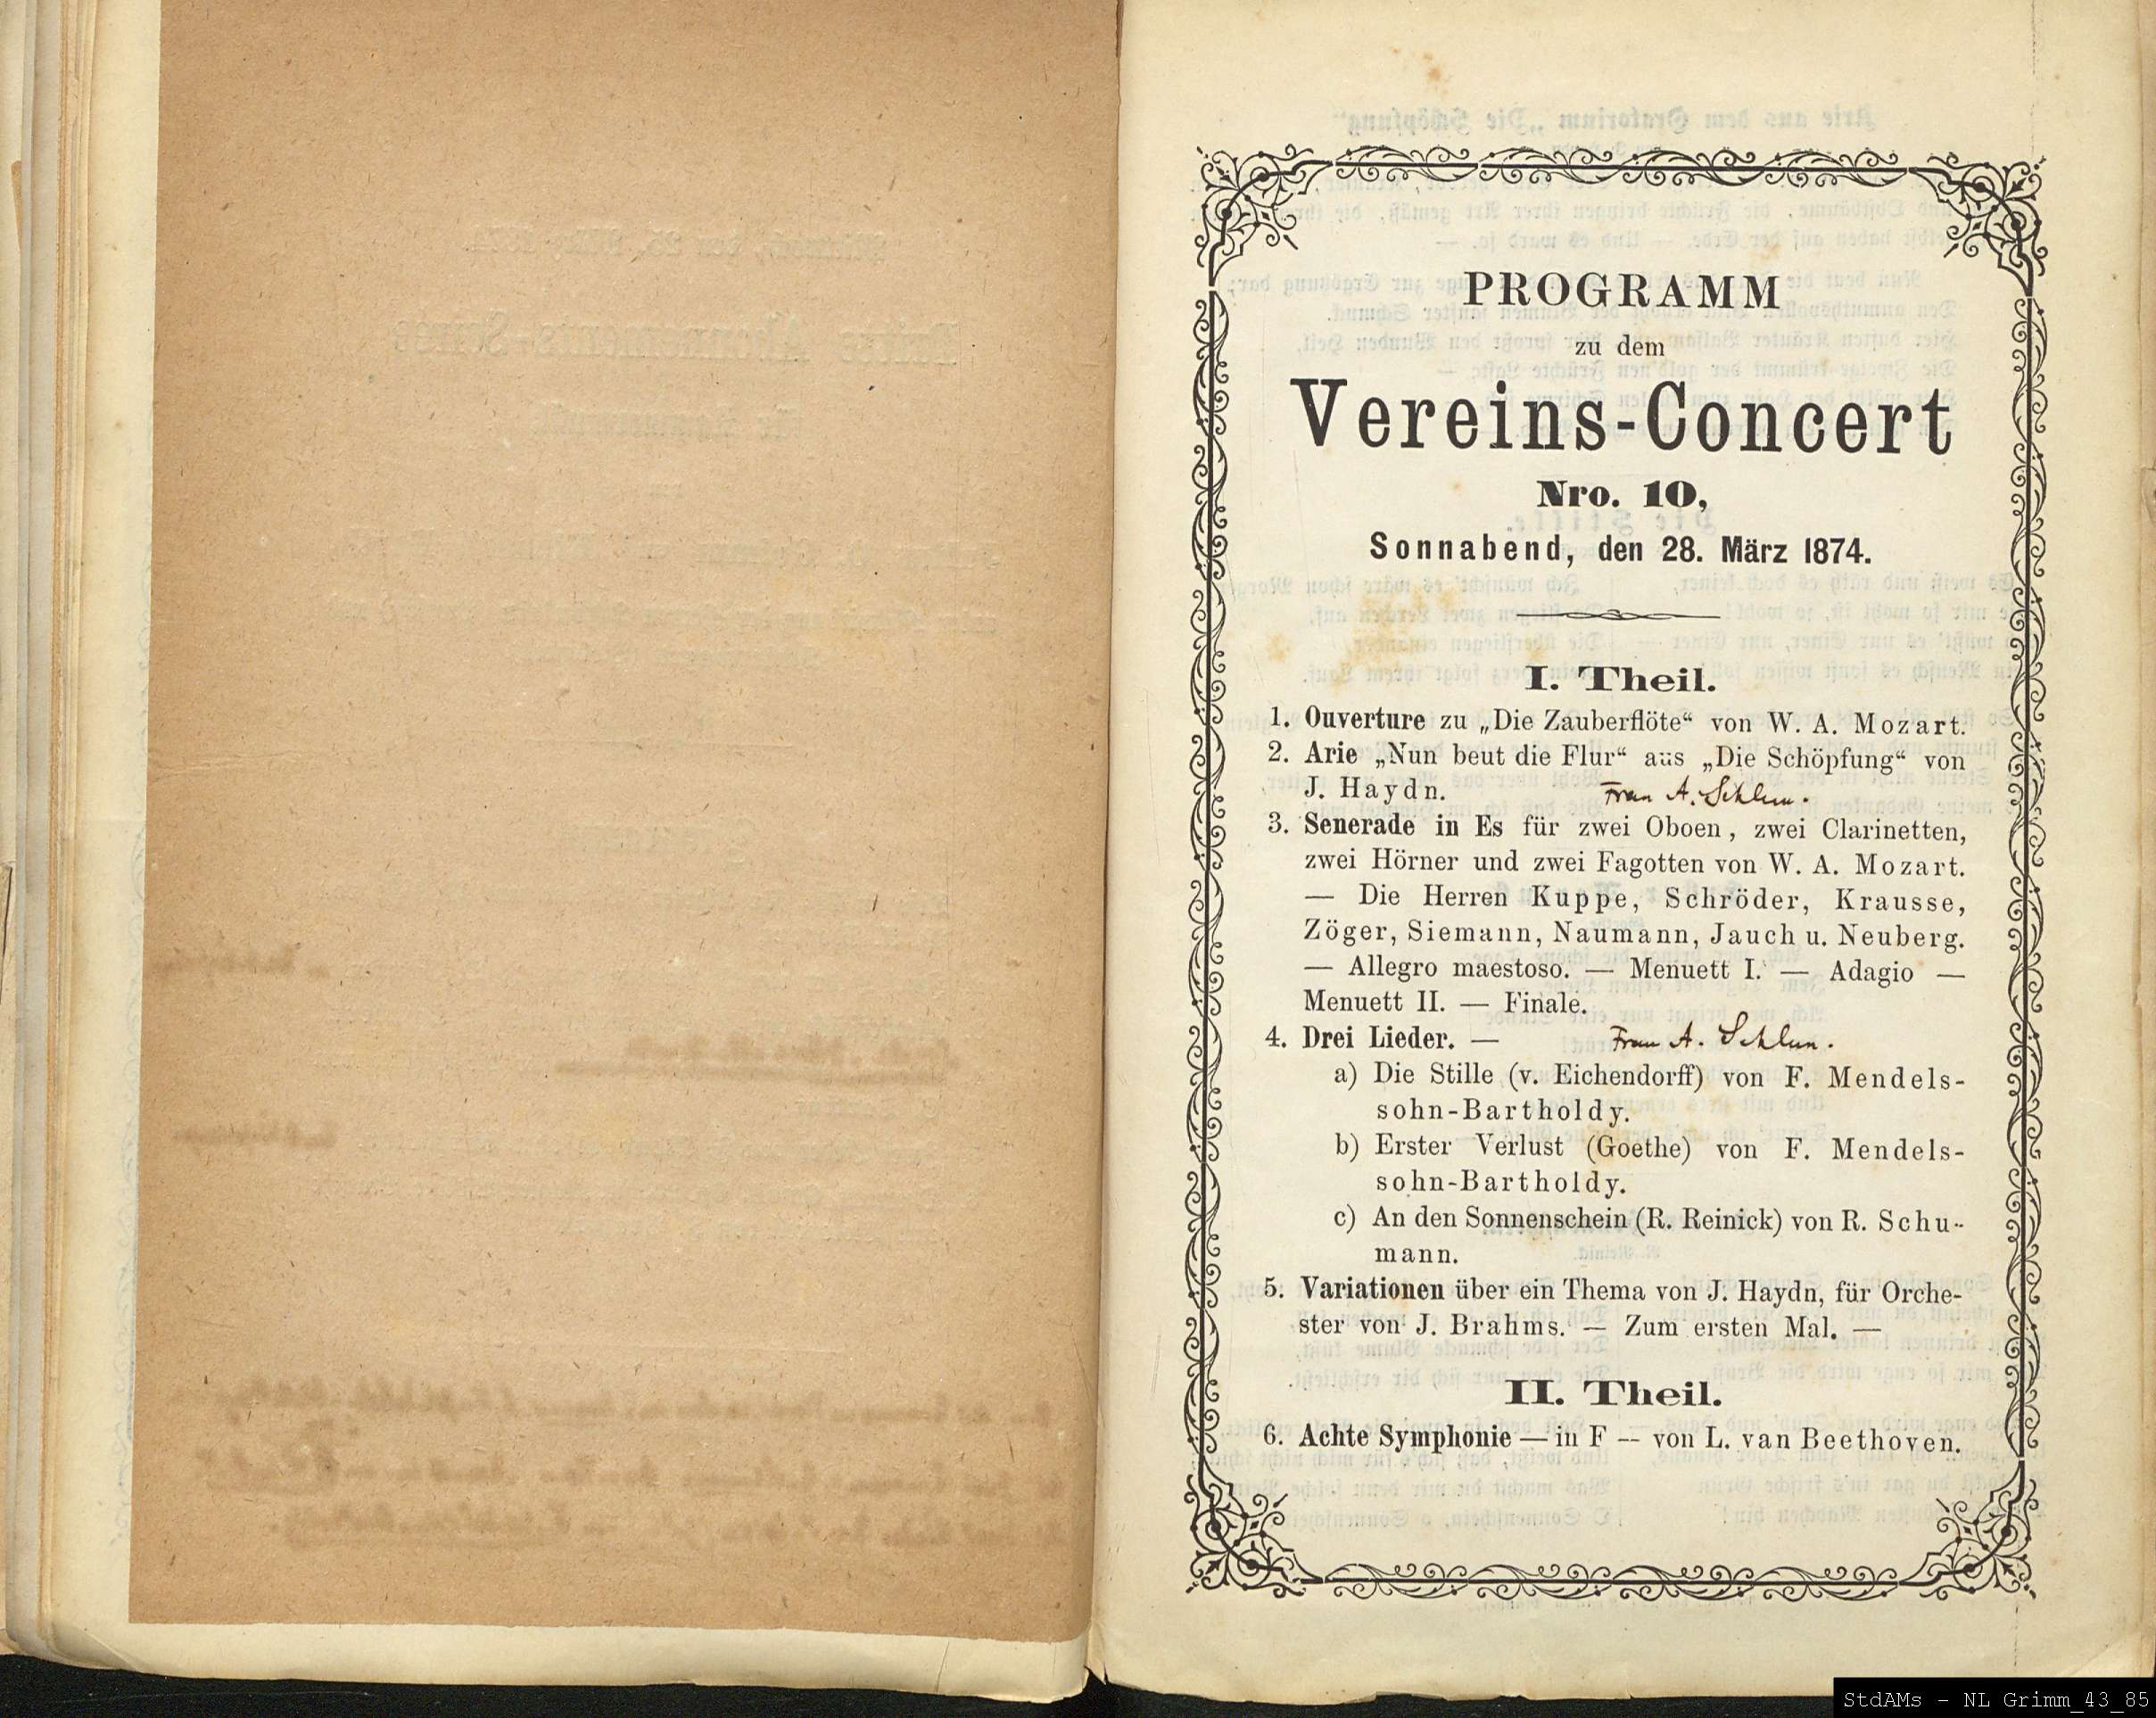 PROGRAMM
zu dem
Vereins-Concert
Nro. 10,
Sonnabend, den 28. März 1874.
I. Theil.
1. Ouverture zu „Die Zauberflöte“ von W. A. Mozart.
2. Arie „Nun beut die Flur“ aus „Die Schöpfung“ von
J. Haydn. Frau A. Schlun.
3. Senerade in Es für zwei Oboen, zwei Clarinetten,
zwei Hörner und zwei Fagotten von W. A. Mozart.
— Die Herren Kuppe, Schröder, Krausse,
Zöger, Siemann, Naumann, Jauch u. Neuberg.
— Allegro maestoso. — Menuett I. — Adagio —
Menuett II. — Finale.
4. Drei Lieder. — Frau A. Schlun.
a) Die Stille (v. Eichendorff) von F. Mendels-
sohn-Bartholdy.
b) Erster Verlust (Goethe) von F. Mendels-
sohn-Bartholdy.
c) An den Sonnenschein (R. Reinick) von R. Schu-
mann.
5. Variationen über ein Thema von J. Haydn, für Orche-
ster von J. Brahms. — Zum ersten Mal. —
II. Theil.
6. Achte Symphonie — in F — von L. van Beethoven.
StdAMs - NL Grimm_43_85